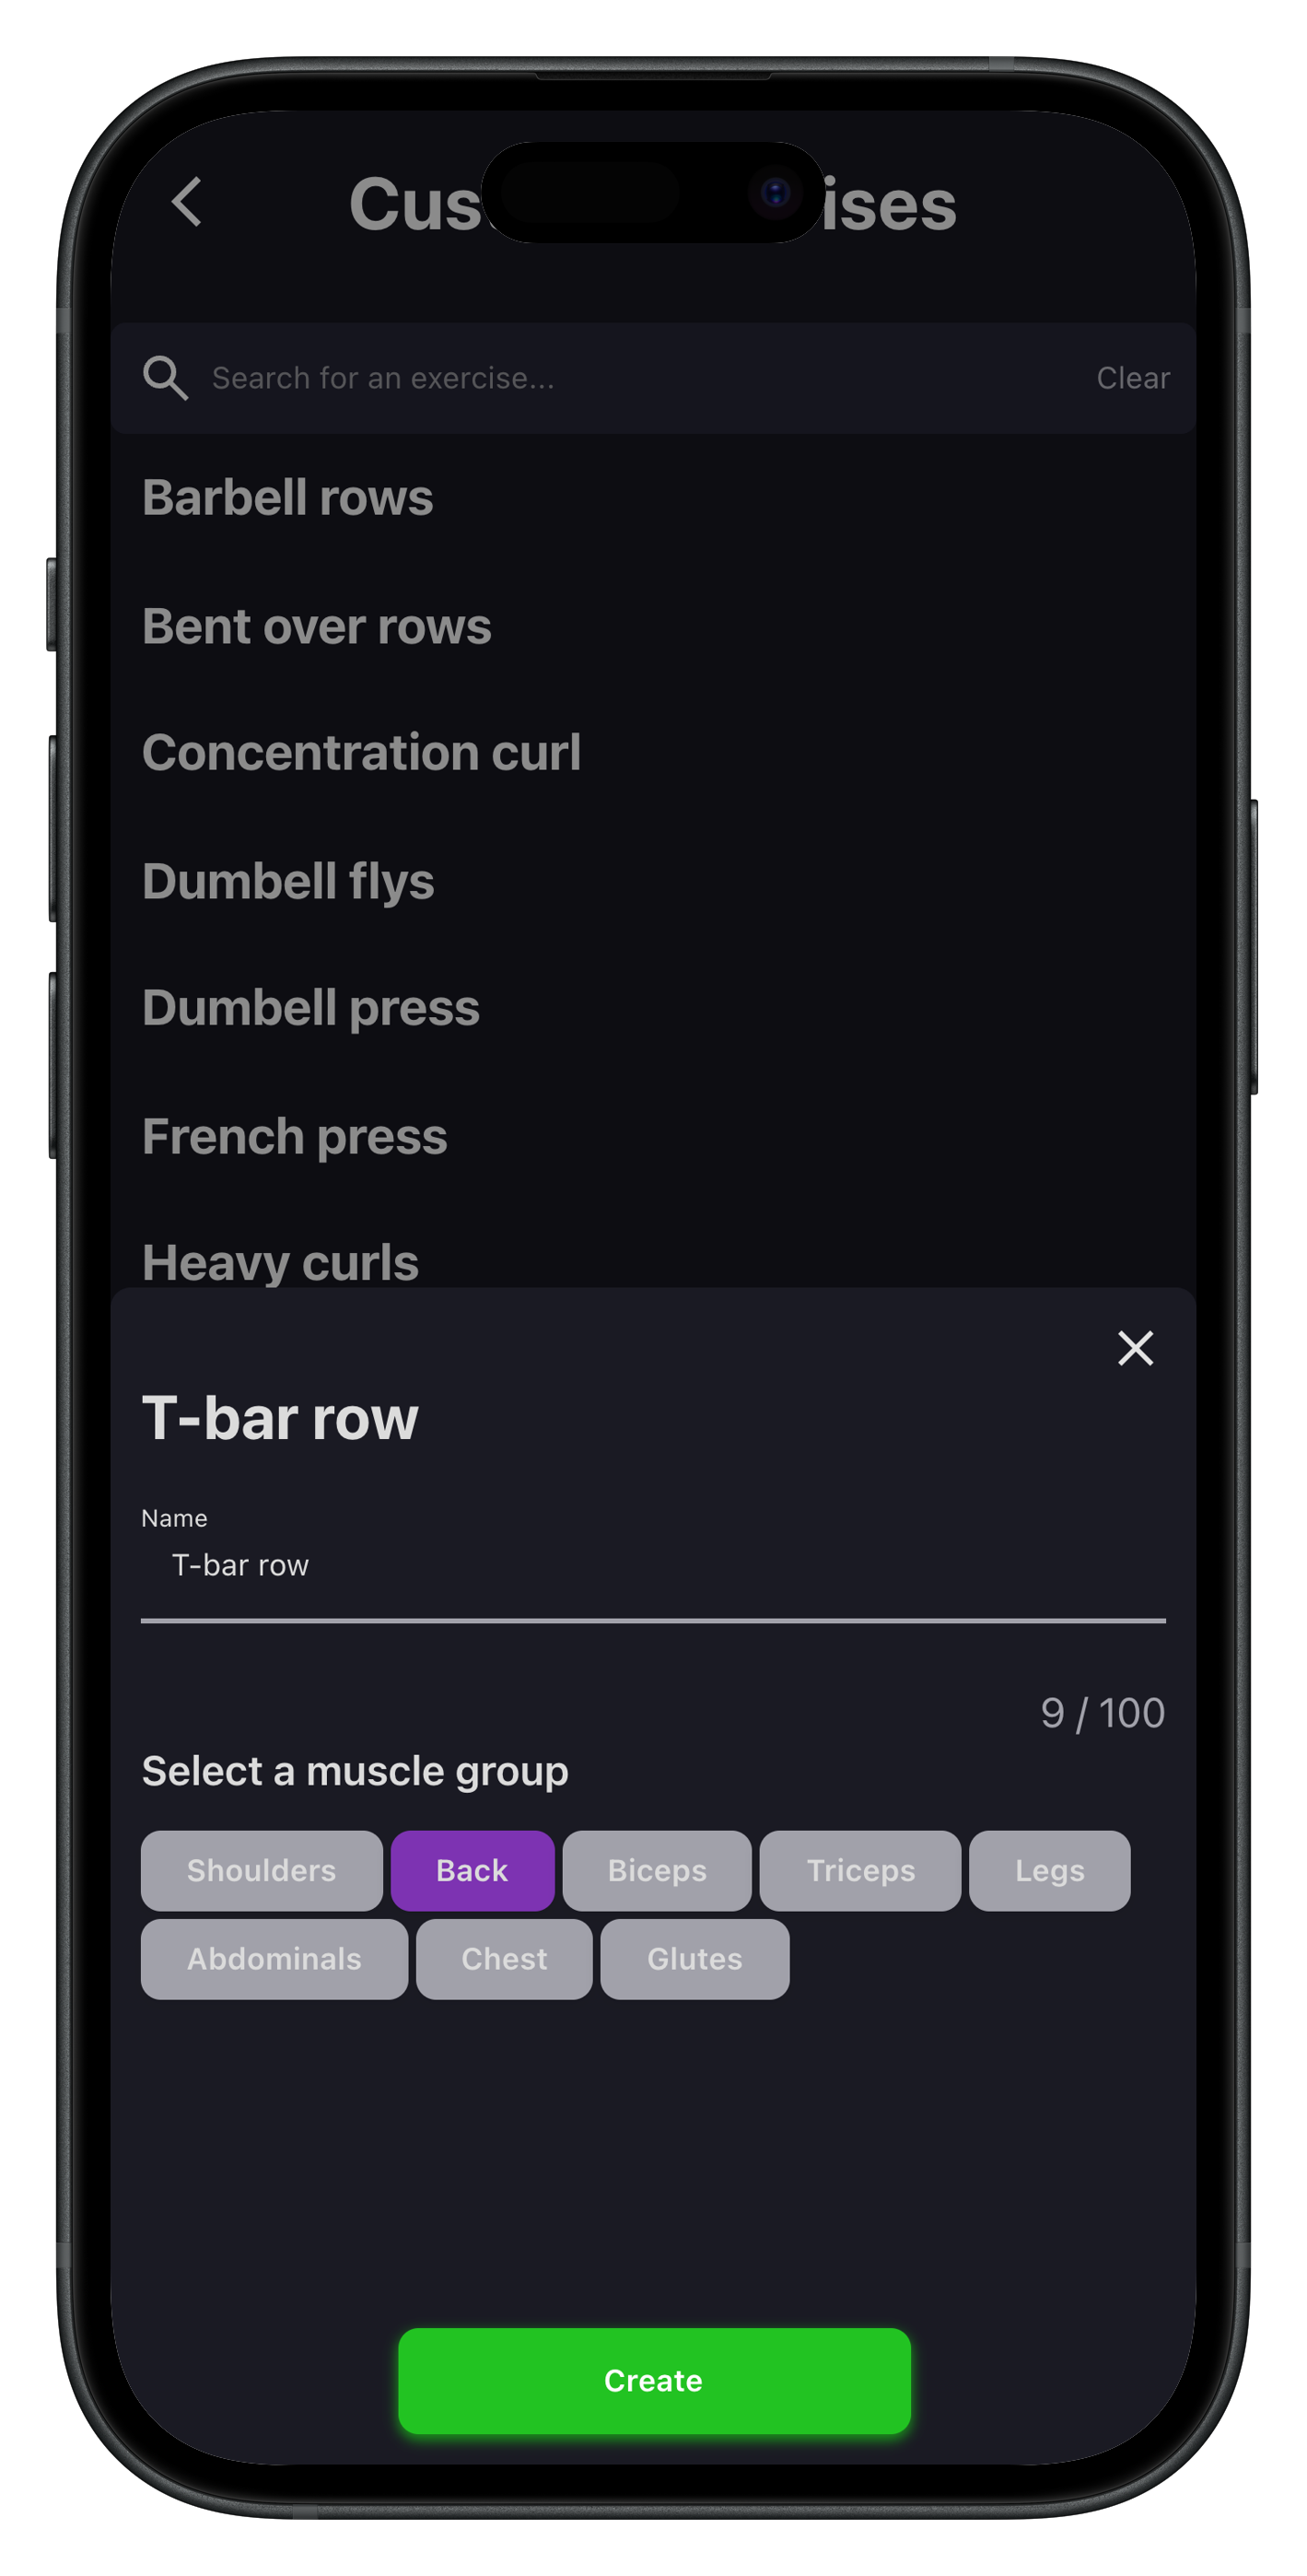 Cus ises
Search for an exercise... Clear
Barbell rows
Bent over rows
Concentration curl
Dumbell flys
Dumbell press
French press
Heavy curls
T-bar row
Name
T-bar row
9 / 100
Select a muscle group
Shoulders Back Biceps Triceps Legs
Abdominals Chest Glutes
Create